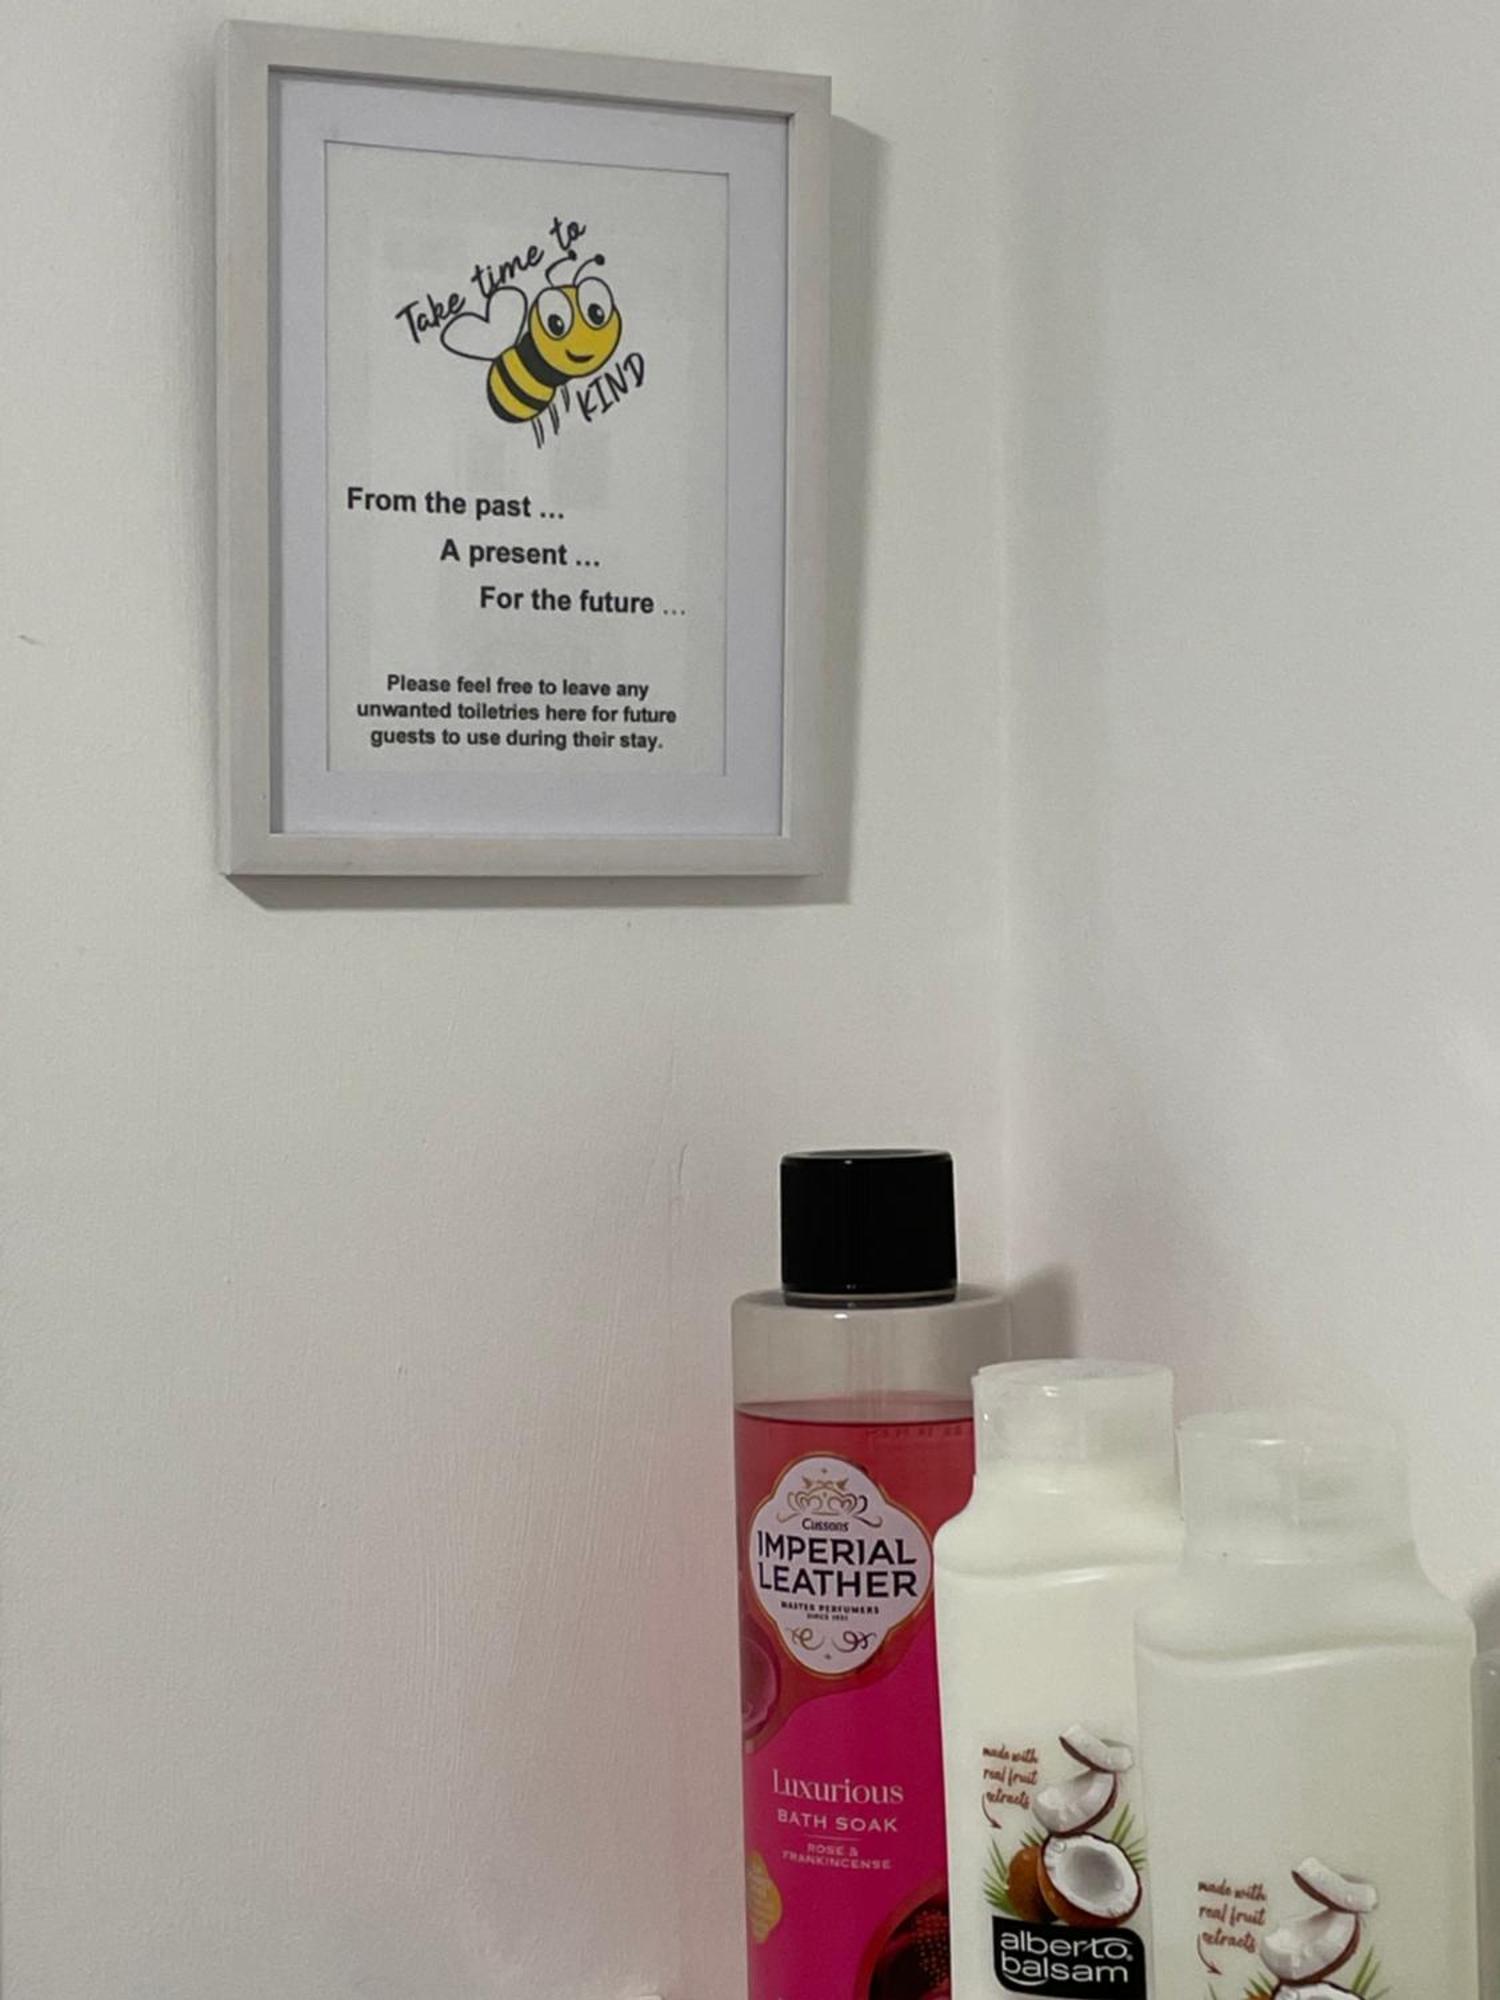 Take time to
KIND
From the past ...
A present ...
For the future ...
Please feel free to leave any
unwanted toiletries here for future
guests to use during their stay.
Cussons
IMPERIAL
LEATHER
MASTER PERFUMERS
SINCE 1921
Luxurious
BATH SOAK
ROSE &
FRANKINCENSE
made with
real fruit
extracts
alberto
balsam
made with
real fruit
extracts